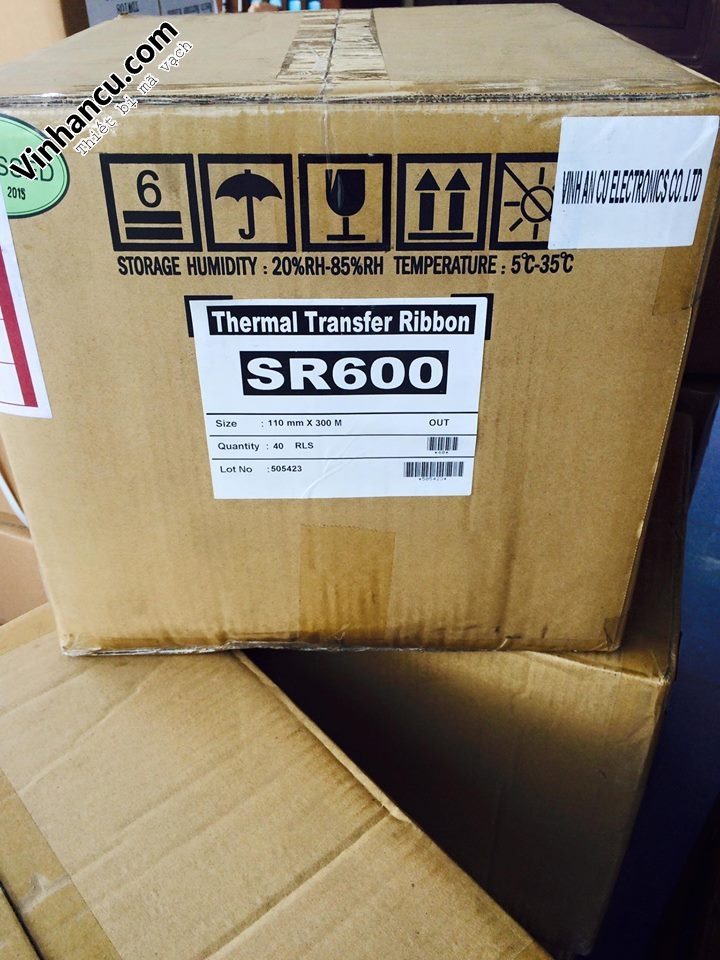 Vinhancu.com
Thiết bị mã vạch
2015
6
VINH AN CU ELECTRONICS CO. LTD
STORAGE HUMIDITY : 20%RH-85%RH TEMPERATURE : 5℃-35℃
Thermal Transfer Ribbon
SR600
Size : 110 mm X 300 M OUT
Quantity : 40 RLS
*40*
Lot No :505423
*505423*